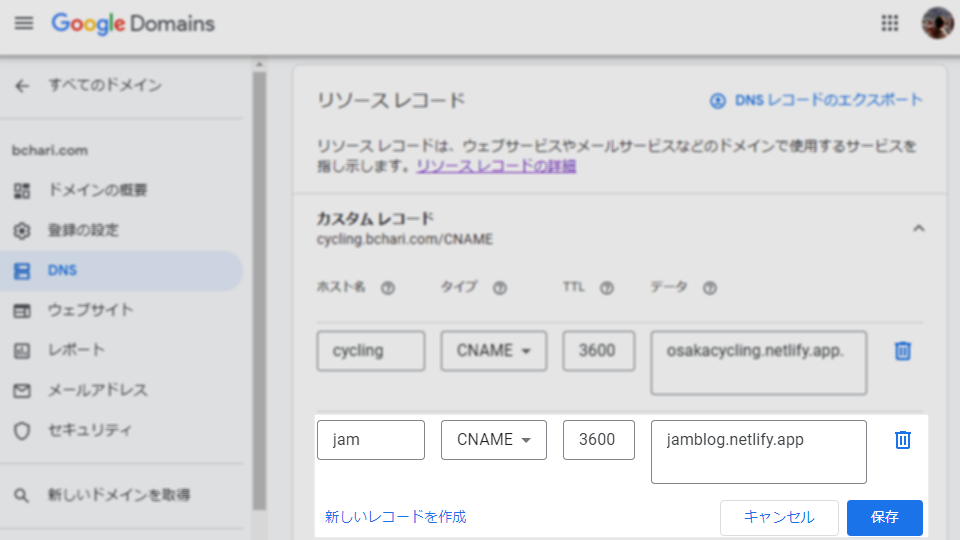 Google Domains
すべてのドメイン
bchari.com
ドメインの概要
登録の設定
DNS
ウェブサイト
レポート
メールアドレス
セキュリティ
新しいドメインを取得
リソース レコード
DNS レコードのエクスポート
リソース レコードは、ウェブサービスやメールサービスなどのドメインで使用するサービスを
指し示します。リソース レコードの詳細
カスタム レコード
cycling.bchari.com/CNAME
ホスト名 タイプ TTL データ
cycling CNAME 3600 osakacycling.netlify.app.
jam CNAME 3600 jamblog.netlify.app
新しいレコードを作成 キャンセル 保存